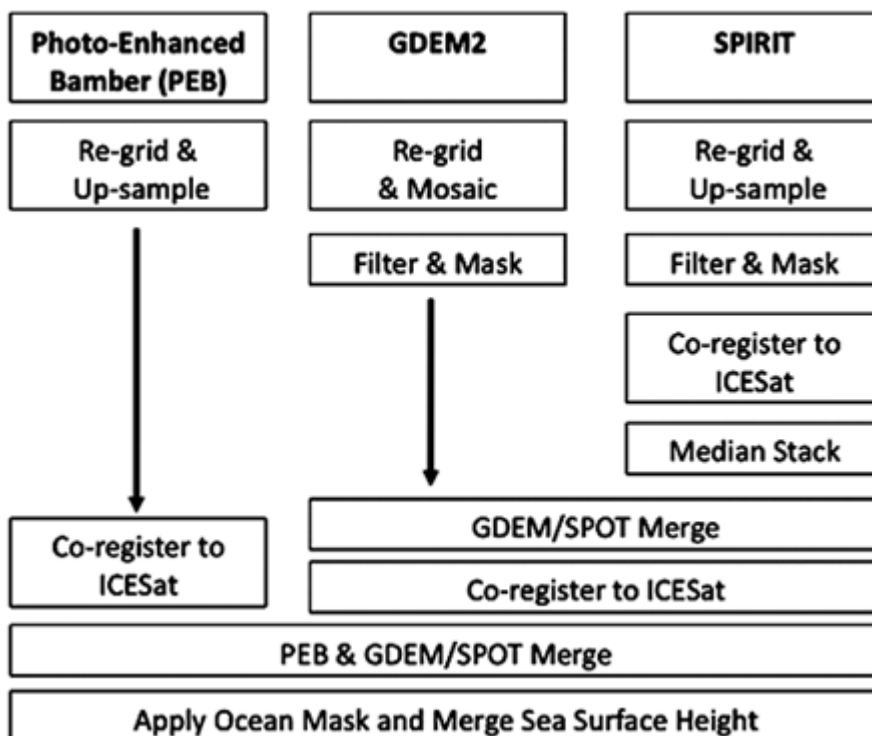 Photo-Enhanced
Bamber (PEB)
GDEM2
SPIRIT
Re-grid &
Up-sample
Re-grid
& Mosaic
Re-grid &
Up-sample
Filter & Mask
Filter & Mask
Co-register to
ICESat
Median Stack
GDEM/SPOT Merge
Co-register to
ICESat
Co-register to ICESat
PEB & GDEM/SPOT Merge
Apply Ocean Mask and Merge Sea Surface Height